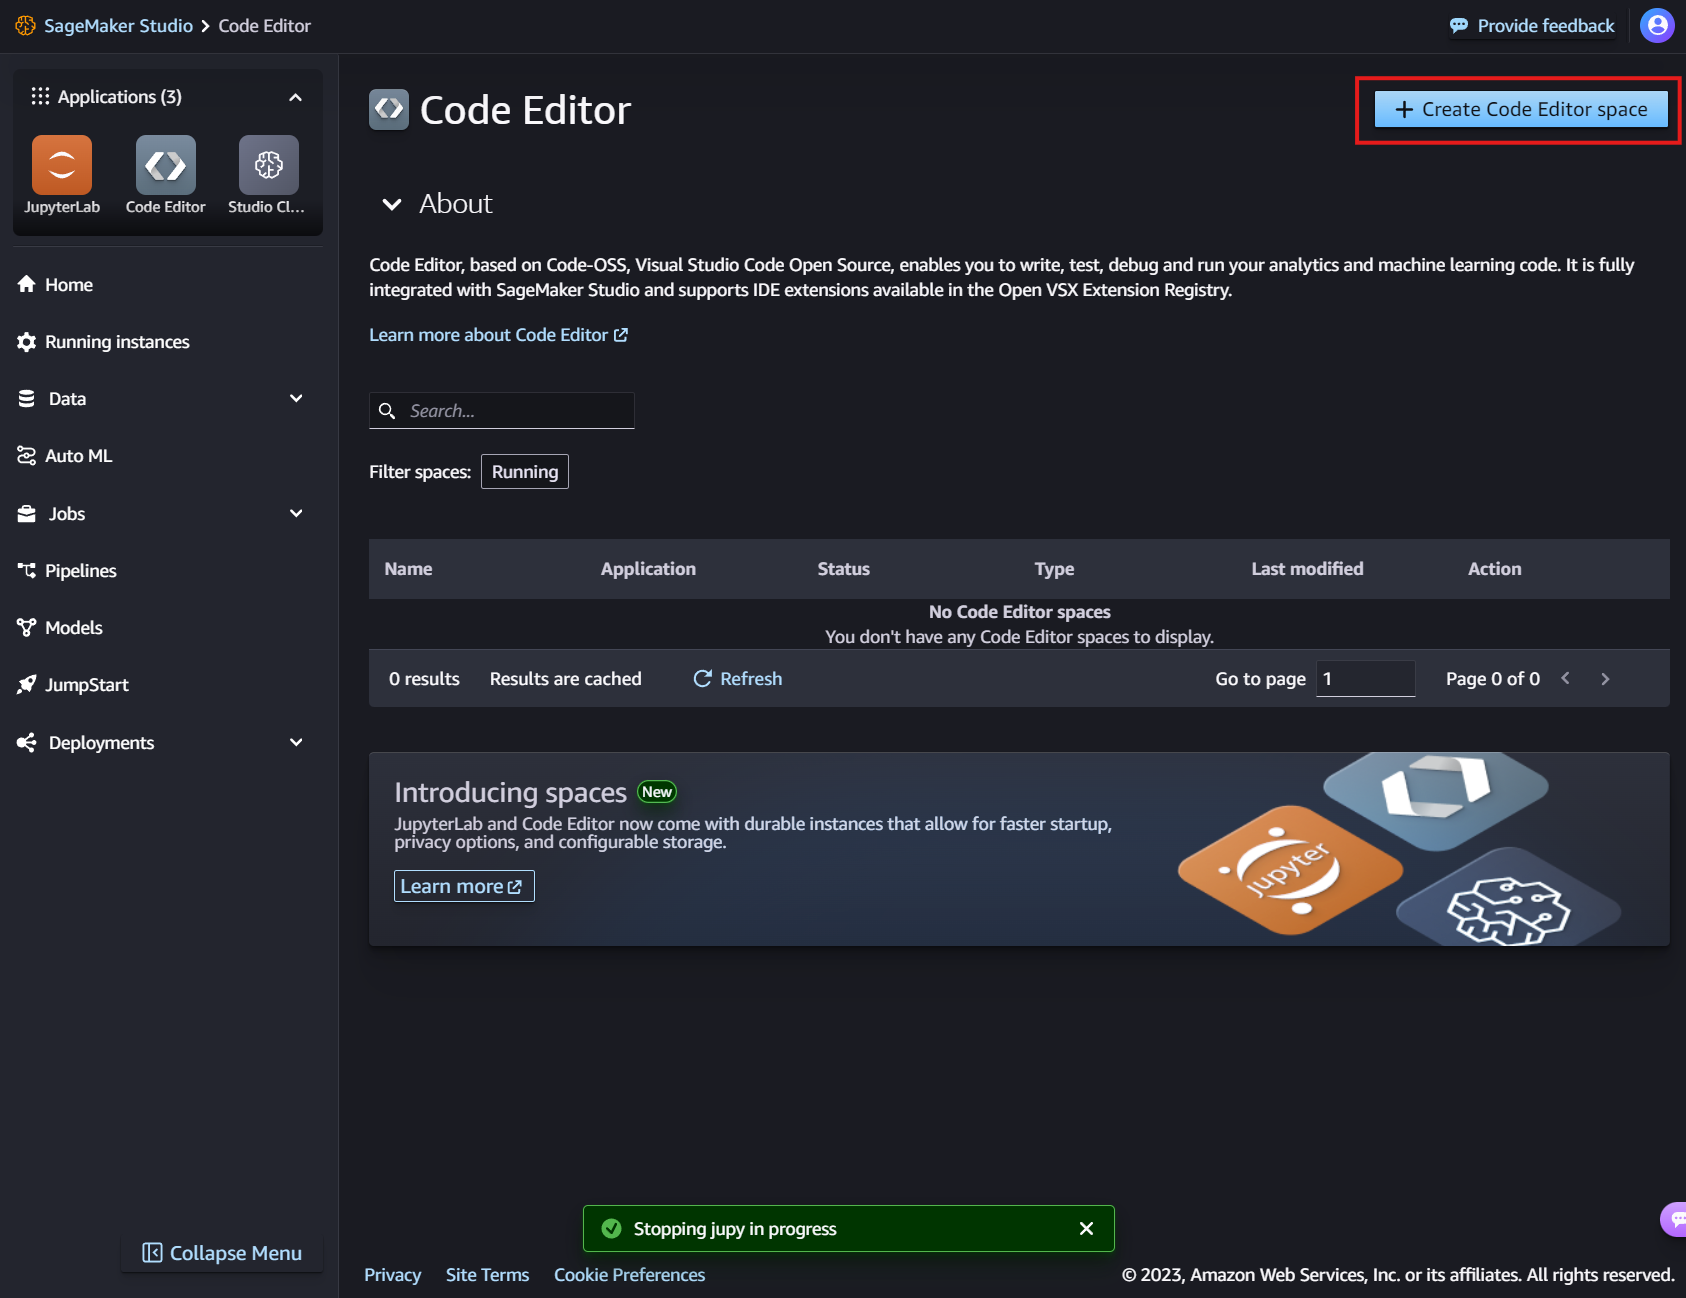 SageMaker Studio > Code Editor
Provide feedback
Applications (3)
JupyterLab
Code Editor
Studio Cl...
Home
Running instances
Data
Auto ML
Jobs
Pipelines
Models
JumpStart
Deployments
Collapse Menu
Code Editor
+ Create Code Editor space
About
Code Editor, based on Code-OSS, Visual Studio Code Open Source, enables you to write, test, debug and run your analytics and machine learning code. It is fully
integrated with SageMaker Studio and supports IDE extensions available in the Open VSX Extension Registry.
Learn more about Code Editor
Search...
Filter spaces: Running
Name Application Status Type Last modified Action
No Code Editor spaces
You don't have any Code Editor spaces to display.
0 results Results are cached Refresh Go to page 1 Page 0 of 0
Introducing spaces New
JupyterLab and Code Editor now come with durable instances that allow for faster startup,
privacy options, and configurable storage.
Learn more
jupyter
Stopping jupy in progress
Privacy Site Terms Cookie Preferences
© 2023, Amazon Web Services, Inc. or its affiliates. All rights reserved.